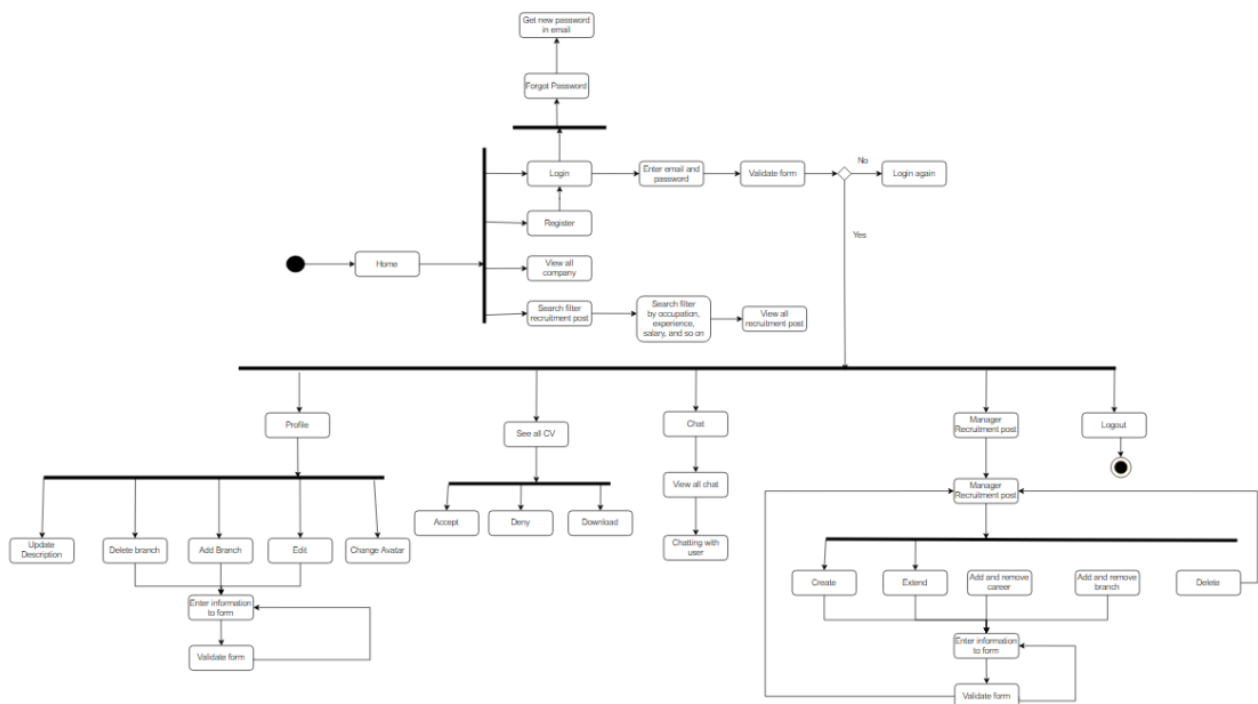 Get new password
in email
Forgot Password
Login
Enter email and
password
Validate form
No
Login again
Register
Yes
Home
View all
company
Search filter
recruitment post
Search filter
by occupation,
experience,
salary, and so on
View all
recruitment post
Profile
See all CV
Chat
Manager
Recruitment post
Logout
View all chat
Manager
Recruitment post
Accept
Deny
Download
Update
Description
Delete branch
Add Branch
Edit
Change Avatar
Chatting with
user
Create
Extend
Add and remove
career
Add and remove
branch
Delete
Enter information
to form
Validate form
Enter information
to form
Validate form